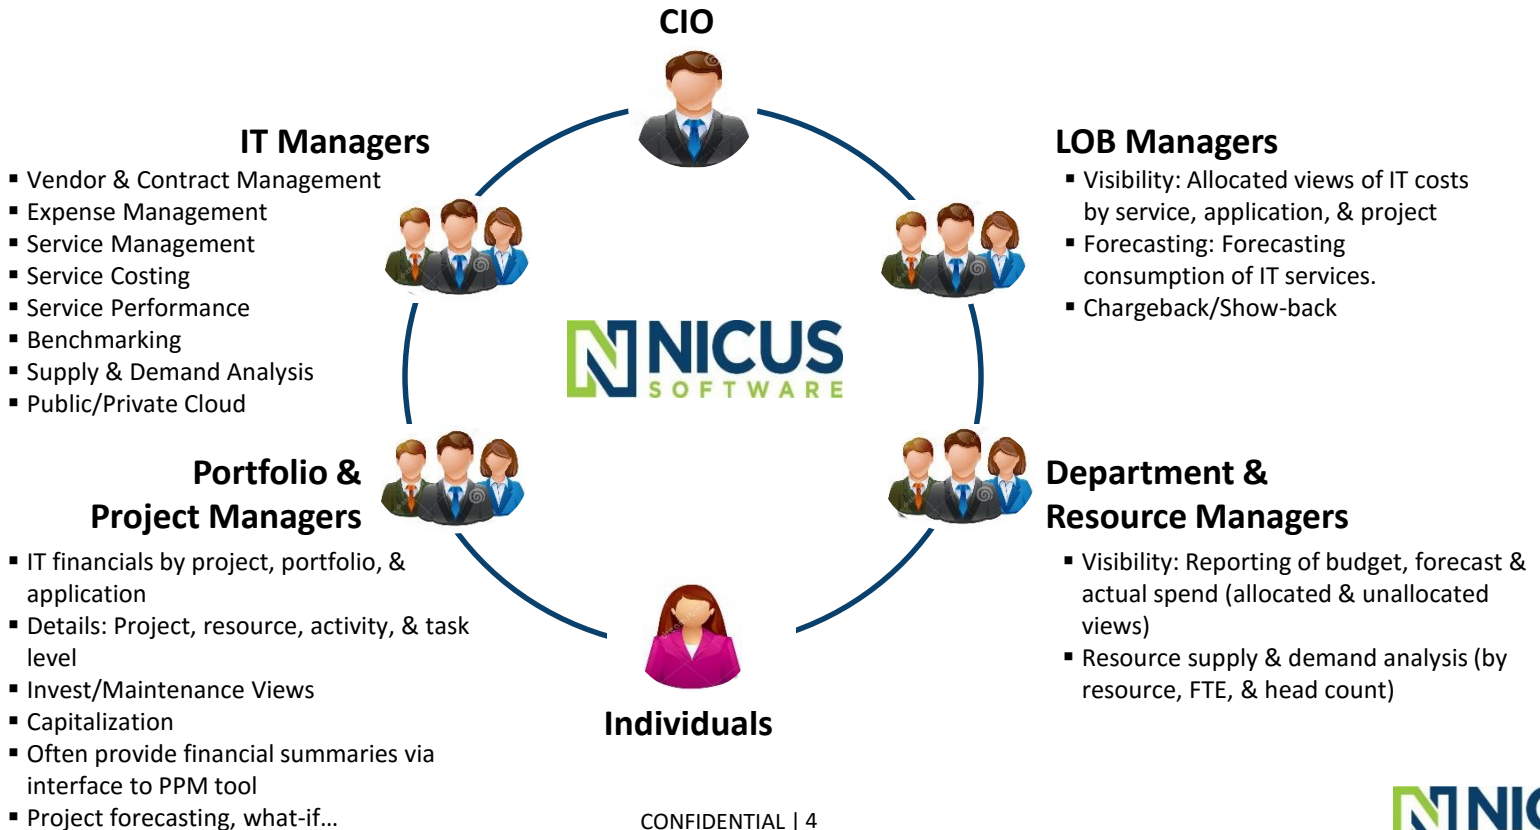 CIO
IT Managers
▪ Vendor & Contract Management
▪ Expense Management
▪ Service Management
▪ Service Costing
▪ Service Performance
▪ Benchmarking
▪ Supply & Demand Analysis
▪ Public/Private Cloud
LOB Managers
▪ Visibility: Allocated views of IT costs
by service, application, & project
▪ Forecasting: Forecasting
consumption of IT services.
▪ Chargeback/Show-back
NICUS
SOFTWARE
Portfolio &
Project Managers
▪ IT financials by project, portfolio, &
application
▪ Details: Project, resource, activity, & task
level
▪ Invest/Maintenance Views
▪ Capitalization
▪ Often provide financial summaries via
interface to PPM tool
▪ Project forecasting, what-if…
Department &
Resource Managers
▪ Visibility: Reporting of budget, forecast &
actual spend (allocated & unallocated
views)
▪ Resource supply & demand analysis (by
resource, FTE, & head count)
Individuals
CONFIDENTIAL | 4